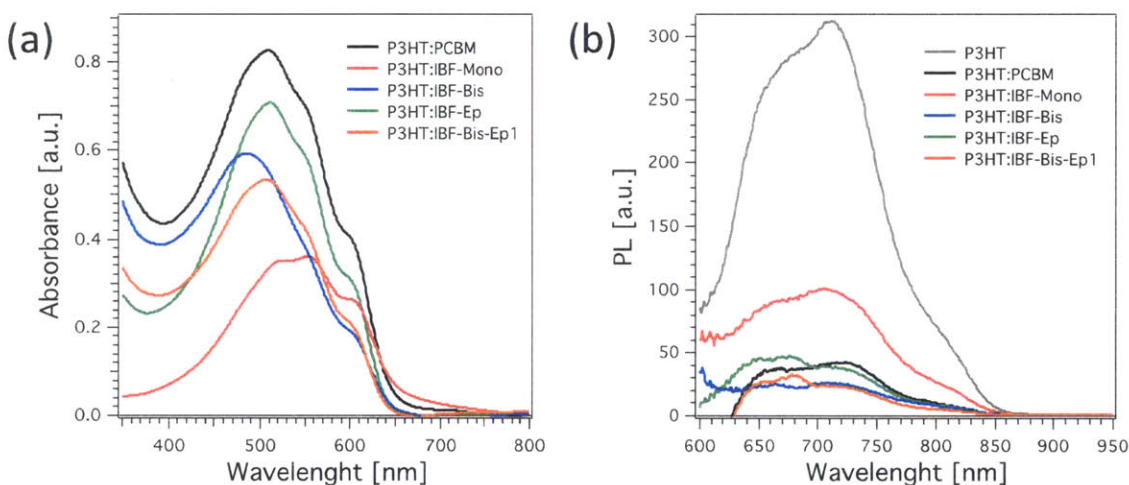 (a)
P3HT:PCBM
P3HT:IBF-Mono
P3HT:IBF-Bis
P3HT:IBF-Ep
P3HT:IBF-Bis-Ep1
Absorbance [a.u.]
0.8
0.6
0.4
0.2
0.0
400 500 600 700 800
Wavelenght [nm]
(b)
P3HT
P3HT:PCBM
P3HT:IBF-Mono
P3HT:IBF-Bis
P3HT:IBF-Ep
P3HT:IBF-Bis-Ep1
PL [a.u.]
300
250
200
150
100
50
0
600 650 700 750 800 850 900 950
Wavelenght [nm]